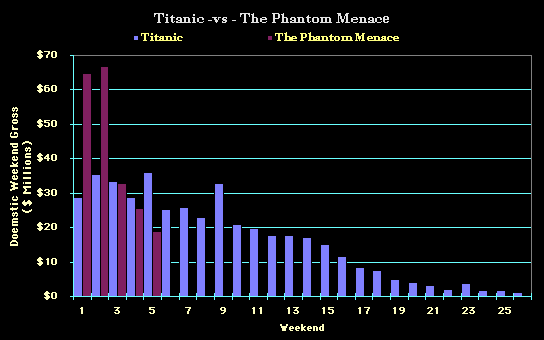 Titanic -vs - The Phantom Menace
Titanic
The Phantom Menace
Doemstic Weekend Gross
( $ Millions)
$70
$60
$50
$40
$30
$20
$10
$0
1 3 5 7 9 11 13 15 17 19 21 23 25
Weekend